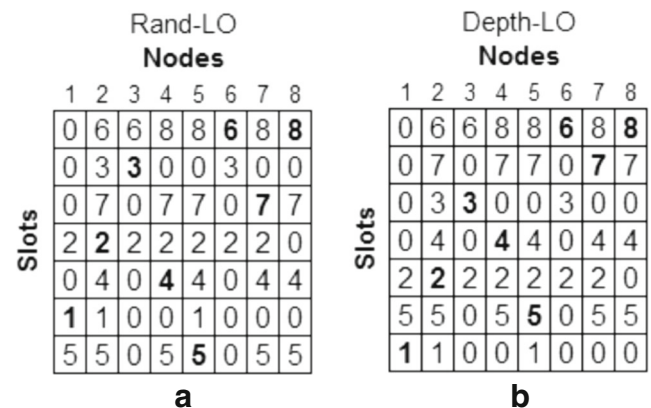 Rand-LO
Nodes
1 2 3 4 5 6 7 8
Slots
0 6 6 8 8 6 8 8
0 3 3 0 0 3 0 0
0 7 0 7 7 0 7 7
2 2 2 2 2 2 2 0
0 4 0 4 4 0 4 4
1 1 0 0 1 0 0 0
5 5 0 5 5 0 5 5
a
Depth-LO
Nodes
1 2 3 4 5 6 7 8
Slots
0 6 6 8 8 6 8 8
0 7 0 7 7 0 7 7
0 3 3 0 0 3 0 0
0 4 0 4 4 0 4 4
2 2 2 2 2 2 2 0
5 5 0 5 5 0 5 5
1 1 0 0 1 0 0 0
b